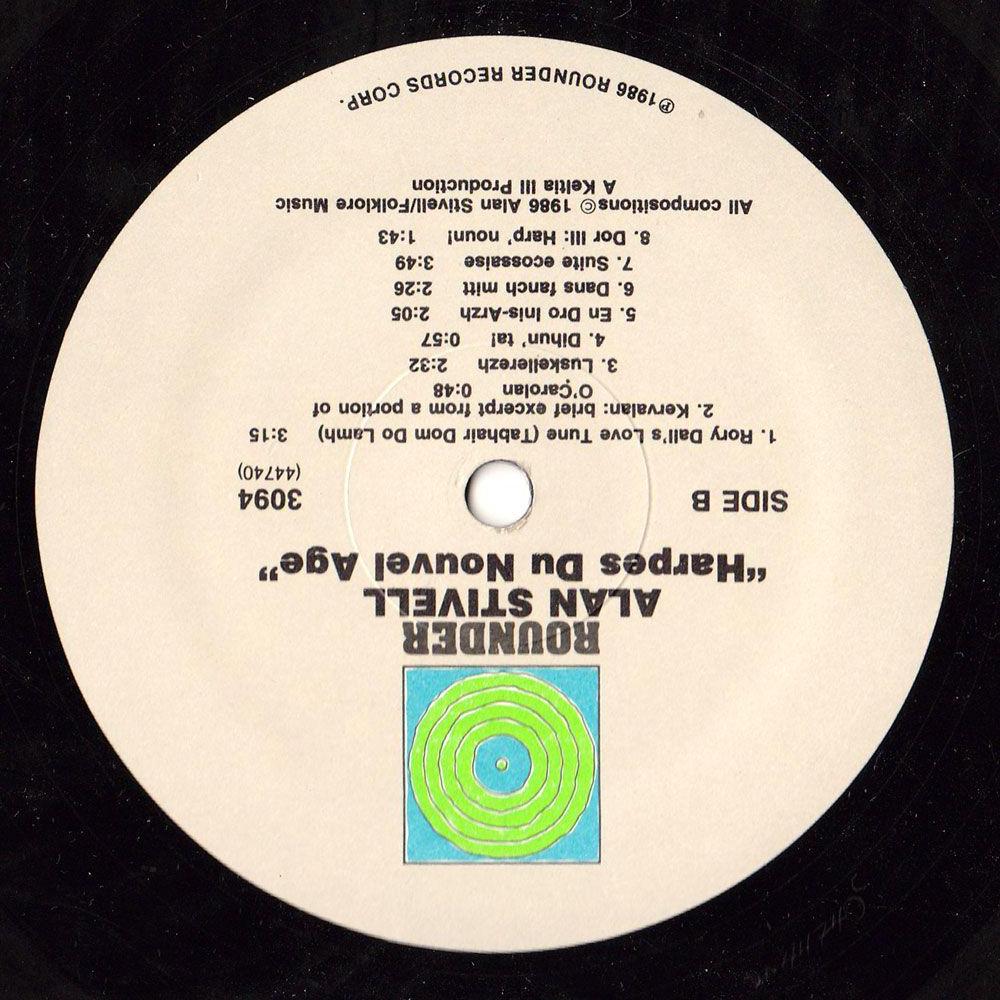 ROUNDER
ALAN STIVELL
“Harpes Du Nouvel Age”
SIDE B
3094
(44740)
1. Rory Dall's Love Tune (Tabhair Dom Do Lamh) 3:15
2. Kervalan: brief excerpt from a portion of
O'Çarolan 0:48
3. Luskellerezh 2:32
4. Dihun' ta! 0:57
5. En Dro Inis-Arzh 2:05
6. Dans fanch mitt 2:26
7. Suite ecossaise 3:49
8. Dor III: Harp' noun! 1:43
All compositions © 1986 Alan Stivell/Folklore Music
A Keltia III Production
℗1986 ROUNDER RECORDS CORP.